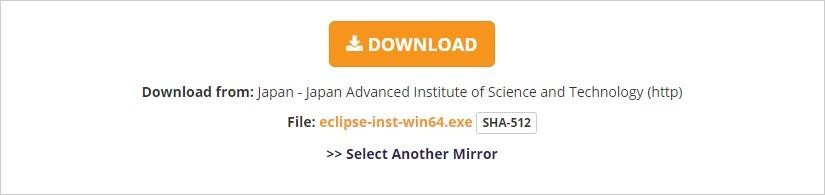 DOWNLOAD
Download from: Japan - Japan Advanced Institute of Science and Technology (http)
File: eclipse-inst-win64.exe SHA-512
>> Select Another Mirror